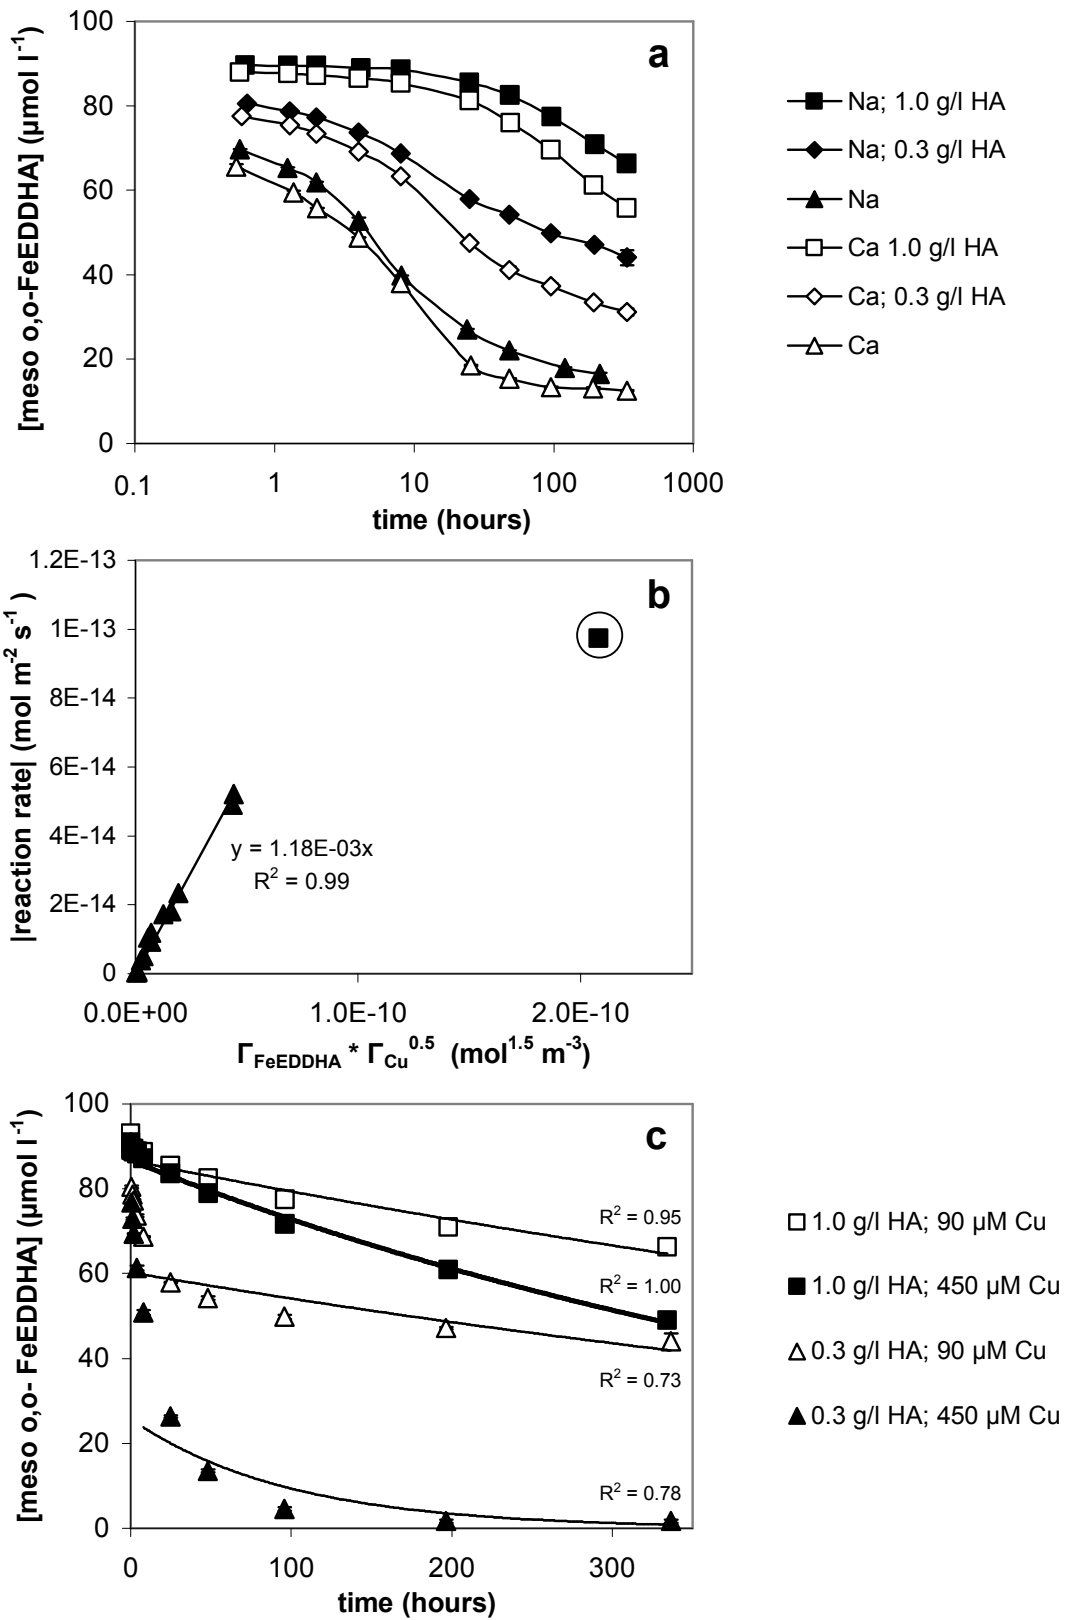 a
100
80
60
40
20
0
0.1 1 10 100 1000
time (hours)
[meso o,o-FeEDDHA] (µmol l⁻¹)
Na; 1.0 g/l HA
Na; 0.3 g/l HA
Na
Ca 1.0 g/l HA
Ca; 0.3 g/l HA
Ca
b
1.2E-13
1E-13
8E-14
6E-14
4E-14
2E-14
0
y = 1.18E-03x
R² = 0.99
0.0E+00 1.0E-10 2.0E-10
Γ_FeEDDHA * Γ_Cu^0.5 (mol^1.5 m⁻³)
|reaction rate| (mol m⁻² s⁻¹ )
c
100
80
60
40
20
0
R² = 0.95
R² = 1.00
R² = 0.73
R² = 0.78
0 100 200 300
time (hours)
[meso o,o- FeEDDHA] (µmol l⁻¹)
1.0 g/l HA; 90 µM Cu
1.0 g/l HA; 450 µM Cu
0.3 g/l HA; 90 µM Cu
0.3 g/l HA; 450 µM Cu